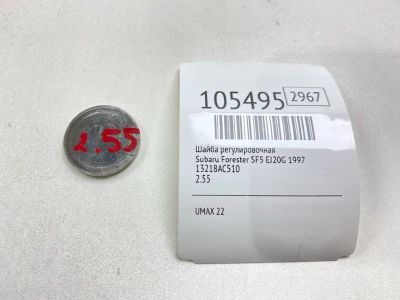 2.55
105495 2967
Шайба регулировочная
Subaru Forester SF5 EJ20G 1997
13218AC510
2.55
UMAX 22